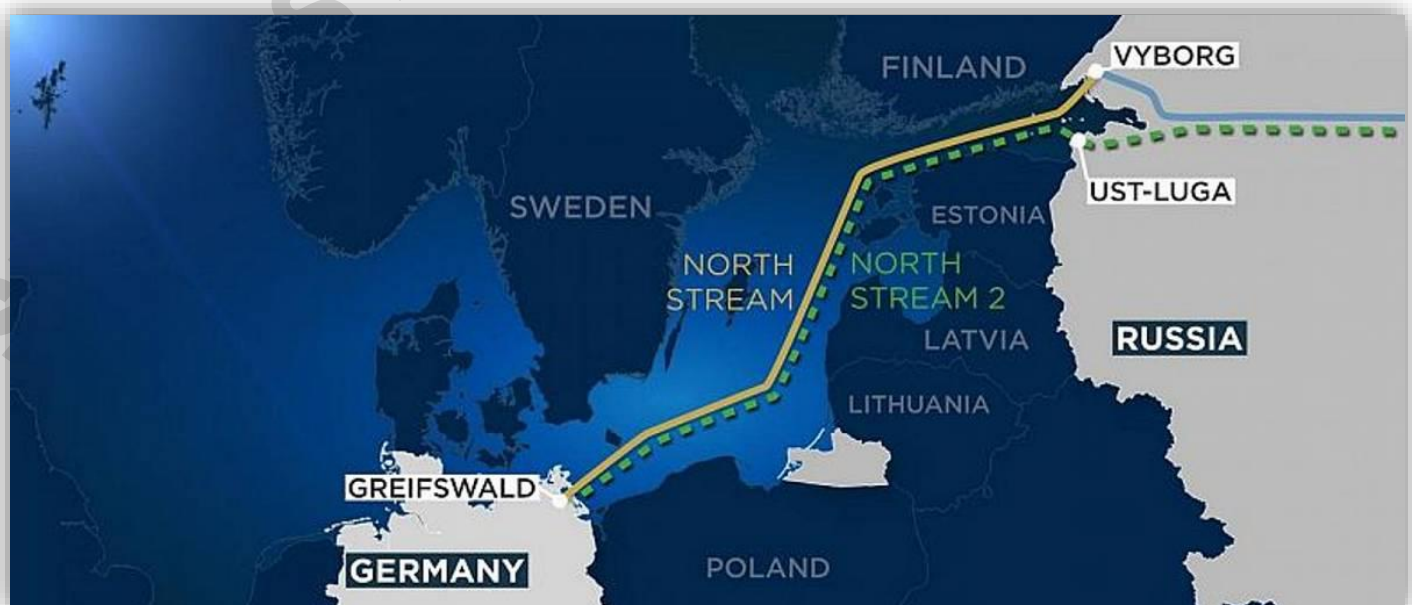 FINLAND
VYBORG
SWEDEN
UST-LUGA
ESTONIA
NORTH
STREAM
NORTH
STREAM 2
LATVIA
RUSSIA
LITHUANIA
GREIFSWALD
GERMANY
POLAND